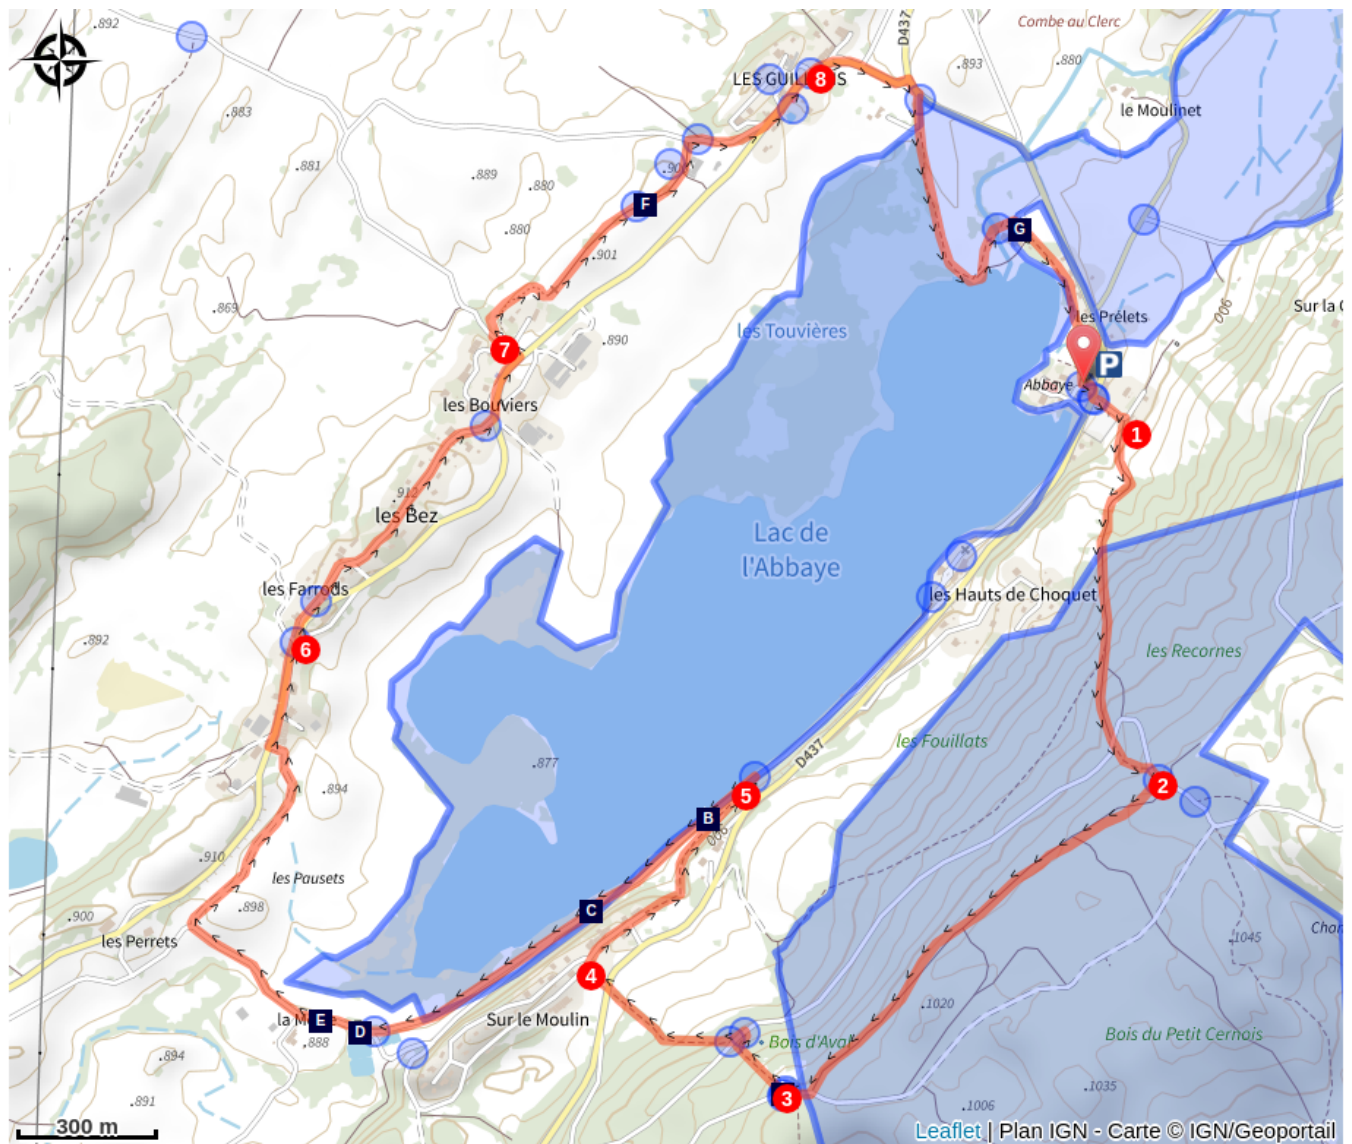 .892
D437
Combe au Clerc
.893
.880
LES GUIL
S
8
le Moulinet
.883
.881
.889
.880
F
.880
G
.901
.869
les Prélets
006
Sur la
les Touvières
.890
7
P
Abbaye
les Bouviers
1
.912
les Bez
Lac de
l'Abbaye
les Farrods
les Hauts de Choquet
.892
6
les Recornes
les Fouillats
D437
.877
2
.894
5
B
006
.910
les Pausets
.898
C
.900
les Perrets
.1045
4
.1020
E
D
Sur le Moulin
la M
.888
Bois d'Aval
Bois du Petit Cernois
.894
.1035
3
.891
.1006
300 m
Leaflet | Plan IGN - Carte © IGN/Geoportail